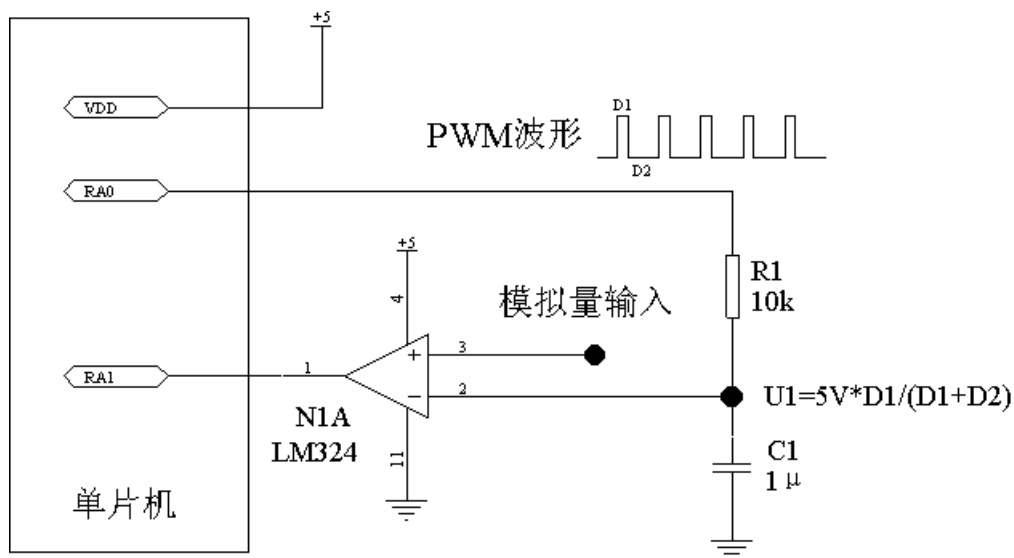 +5
VDD
D1
PWM波形
D2
RA0
+5
R1
10k
4
模拟量输入
3
1
RA1
2
U1=5V*D1/(D1+D2)
N1A
LM324
11
C1
1μ
单片机